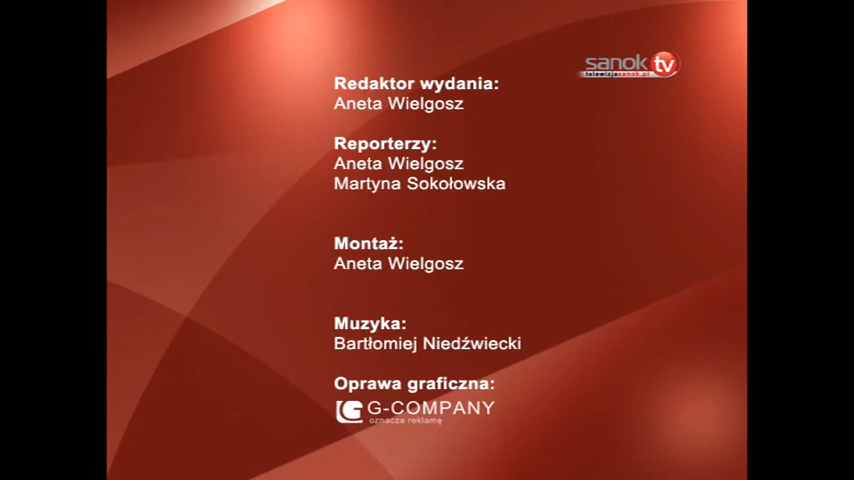 sanok tv
telewizjasanok.pl
Redaktor wydania:
Aneta Wielgosz
Reporterzy:
Aneta Wielgosz
Martyna Sokołowska
Montaż:
Aneta Wielgosz
Muzyka:
Bartłomiej Niedźwiecki
Oprawa graficzna:
G-COMPANY
oznacza reklamę